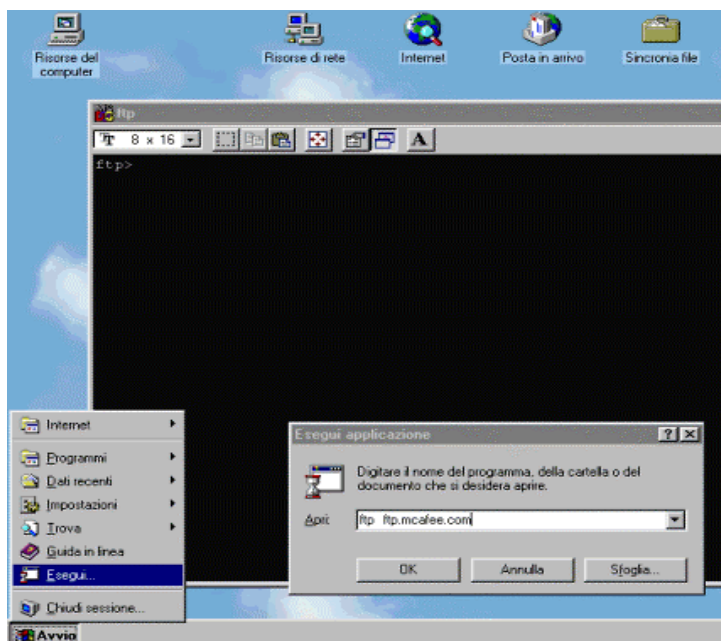 Risorse del
computer
Risorse di rete
Internet
Posta in arrivo
Sincronia file
ftp
8 x 16
A
ftp>
Internet
Programmi
Dati recenti
Impostazioni
Trova
Guida in linea
Esegui...
Chiudi sessione...
Avvio
Esegui applicazione
Digitare il nome del programma, della cartella o del
documento che si desidera aprire.
Apri:
ftp ftp.mcafee.com
OK
Annulla
Sfoglia...